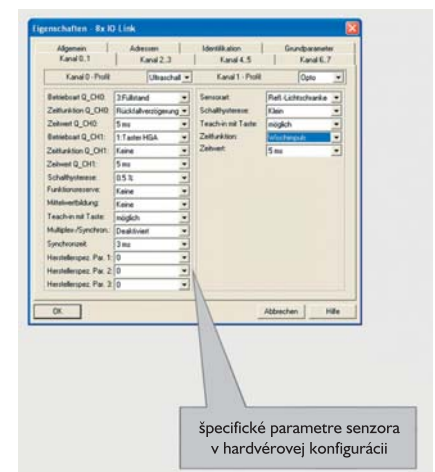 Eigenschaften - 8x IO Link
Allgemein Adressen Identifikation Grundparameter
Kanal 0..1 Kanal 2..3 Kanal 4..5 Kanal 6..7
Kanal 0 - Profil: Ultraschall Kanal 1 - Profil: Opto
Betriebsart Q_CH0: 3:Füllstand Sensorart: Refl.-Lichtschranke
Zeitfunktion Q_CH0: Rückfallverzögerung Schalthysterese: Klein
Zeitwert Q_CH0: 5 ms Teach-in mit Taste: möglich
Betriebsart Q_CH1: 1:Taster HGA Zeitfunktion: Wischimpuls
Zeitfunktion Q_CH1: Keine Zeitwert: 5 ms
Zeitwert Q_CH1: 5 ms
Schalthysterese: 0.5 %
Funktionsreserve: Keine
Mittelwertbildung: Keine
Teach-in mit Taste: möglich
Multiplex-/Synchron.: Deaktiviert
Synchronzeit: 3 ms
Herstellerspez. Par. 1: 0
Herstellerspez. Par. 2: 0
Herstellerspez. Par. 3: 0
OK Abbrechen Hilfe
špecifické parametre senzora
v hardvérovej konfigurácii